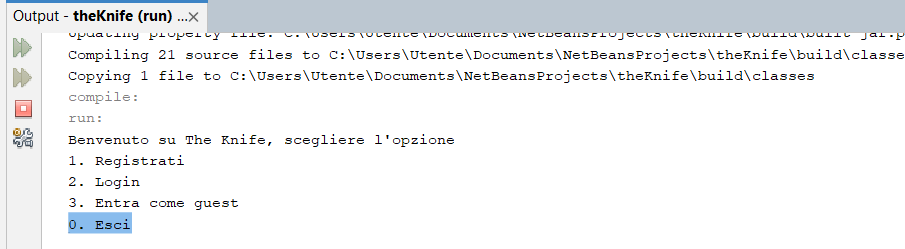 Output - theKnife (run) ...×
Updating property file: C:\Users\Utente\Documents\NetBeansProjects\theKnife\build\built-jar.p
Compiling 21 source files to C:\Users\Utente\Documents\NetBeansProjects\theKnife\build\classe
Copying 1 file to C:\Users\Utente\Documents\NetBeansProjects\theKnife\build\classes
compile:
run:
Benvenuto su The Knife, scegliere l'opzione
1. Registrati
2. Login
3. Entra come guest
0. Esci